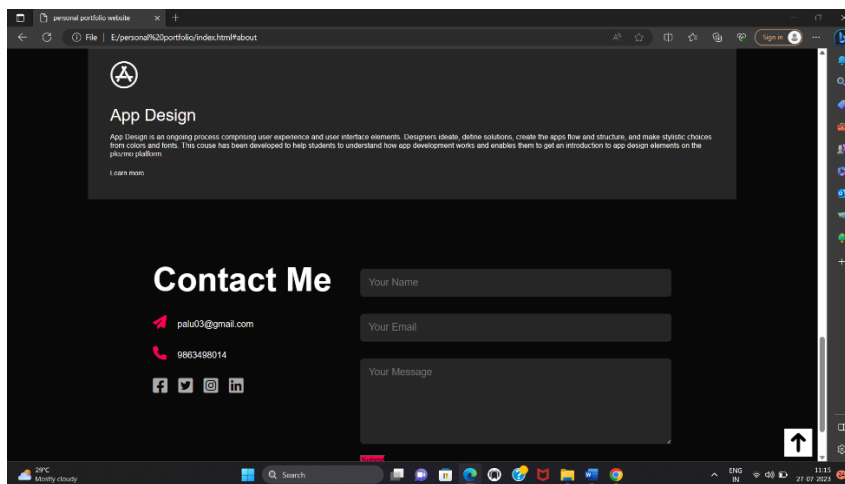 personal portfolio website
File | E:/personal%20portfolio/index.html#about
Sign in
App Design
App Design is an ongoing process comprising user experience and user interface elements. Designers ideate, define solutions, create the apps flow and structure, and make stylistic choices
from colors and fonts. This couse has been developed to help students to understand how app development works and enables them to get an introduction to app design elements on the
plozmo platform.
Learn more
Contact Me
Your Name
palu03@gmail.com
Your Email
9863498014
Your Message
29°C
Mostly cloudy
Search
ENG
IN
11:15
27-07-2023